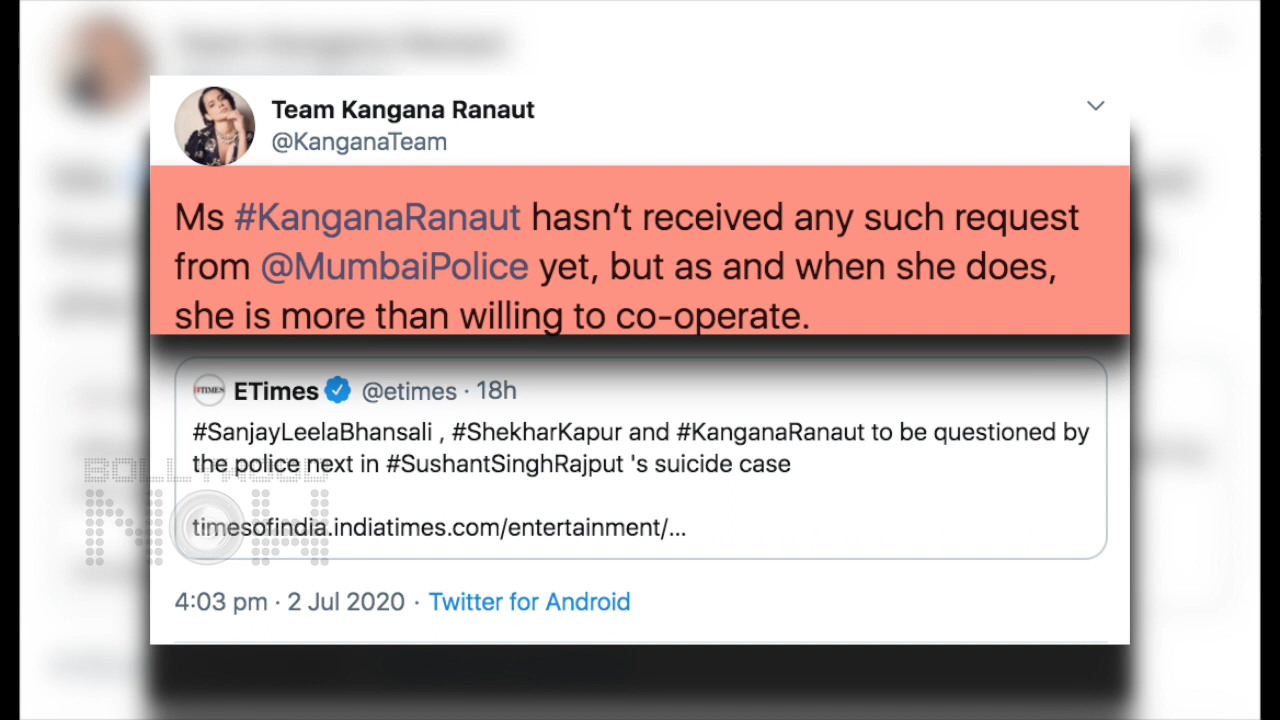 Team Kangana Ranaut
@KanganaTeam
Ms #KanganaRanaut hasn't received any such request
from @MumbaiPolice yet, but as and when she does,
she is more than willing to co-operate.
ETIMES
ETimes @etimes · 18h
#SanjayLeelaBhansali , #ShekharKapur and #KanganaRanaut to be questioned by
the police next in #SushantSinghRajput 's suicide case
timesofindia.indiatimes.com/entertainment/...
BOLLYWOOD
NOW
4:03 pm · 2 Jul 2020 · Twitter for Android